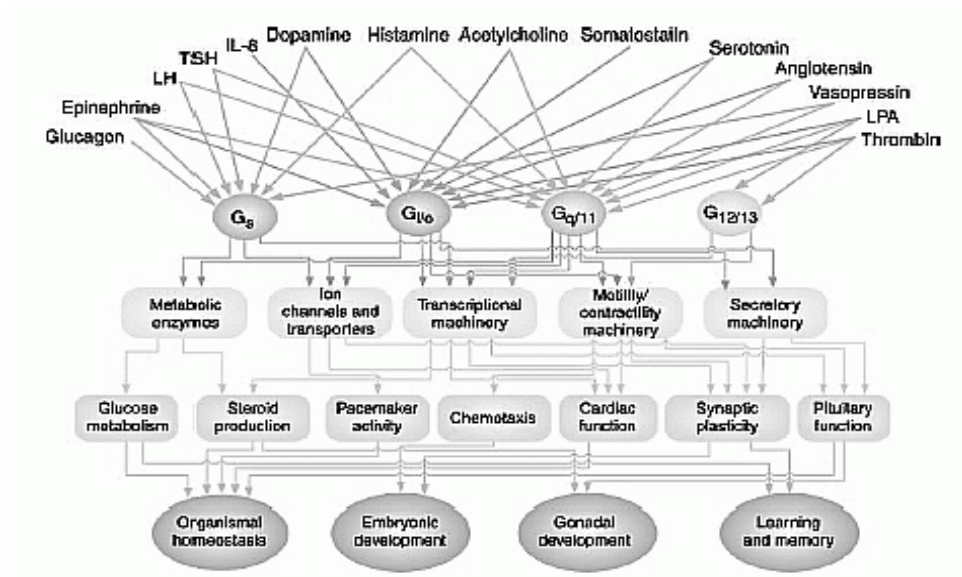 Dopamine
Histamine
Acetylcholine
Somatostatin
IL-8
Serotonin
TSH
Angiotensin
LH
Vasopressin
Epinephrine
LPA
Glucagon
Thrombin
Gs
Gi/o
Gq/11
G12/13
Metabolic
enzymes
Ion
channels and
transporters
Transcriptional
machinery
Motility/
contractility
machinery
Secretory
machinery
Glucose
metabolism
Steroid
production
Pacemaker
activity
Chemotaxis
Cardiac
function
Synaptic
plasticity
Pituitary
function
Organismal
homeostasis
Embryonic
development
Gonadal
development
Learning
and memory